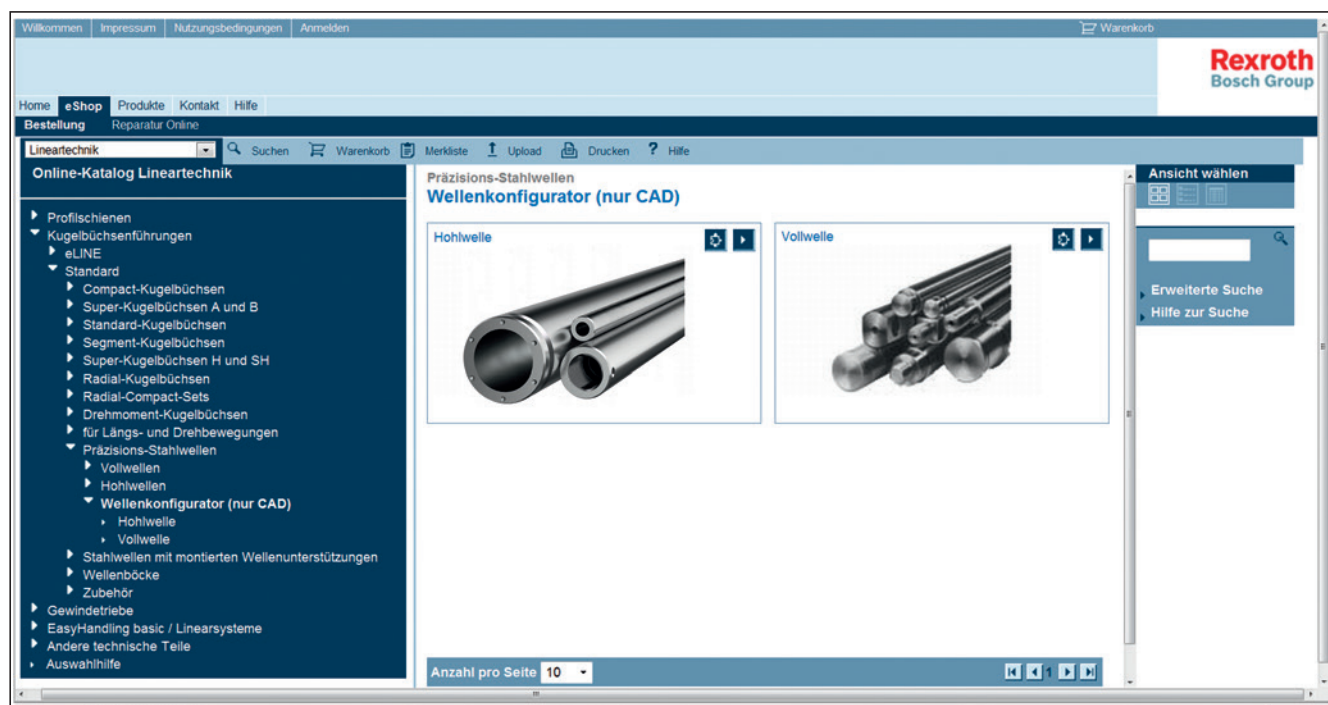 Willkommen Impressum Nutzungsbedingungen Anmelden Warenkorb
Rexroth
Bosch Group
Home eShop Produkte Kontakt Hilfe
Bestellung Reparatur Online
Lineartechnik Suchen Warenkorb Merkliste Upload Drucken ? Hilfe
Online-Katalog Lineartechnik
Profilschienen
Kugelbüchsenführungen
eLINE
Standard
Compact-Kugelbüchsen
Super-Kugelbüchsen A und B
Standard-Kugelbüchsen
Segment-Kugelbüchsen
Super-Kugelbüchsen H und SH
Radial-Kugelbüchsen
Radial-Compact-Sets
Drehmoment-Kugelbüchsen
für Längs- und Drehbewegungen
Präzisions-Stahlwellen
Vollwellen
Hohlwellen
Wellenkonfigurator (nur CAD)
Hohlwelle
Vollwelle
Stahlwellen mit montierten Wellenunterstützungen
Wellenböcke
Zubehör
Gewindetriebe
EasyHandling basic / Linearsysteme
Andere technische Teile
Auswahlhilfe
Präzisions-Stahlwellen
Wellenkonfigurator (nur CAD)
Hohlwelle
Vollwelle
Anzahl pro Seite 10 1
Ansicht wählen
Erweiterte Suche
Hilfe zur Suche